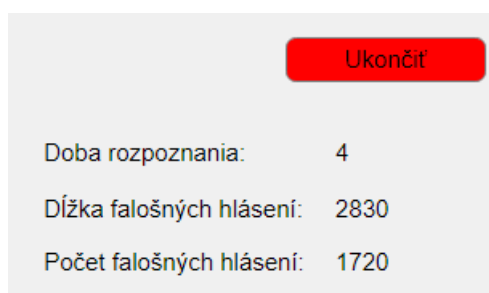 Ukončiť
Doba rozpoznania: 4
Dĺžka falošných hlásení: 2830
Počet falošných hlásení: 1720